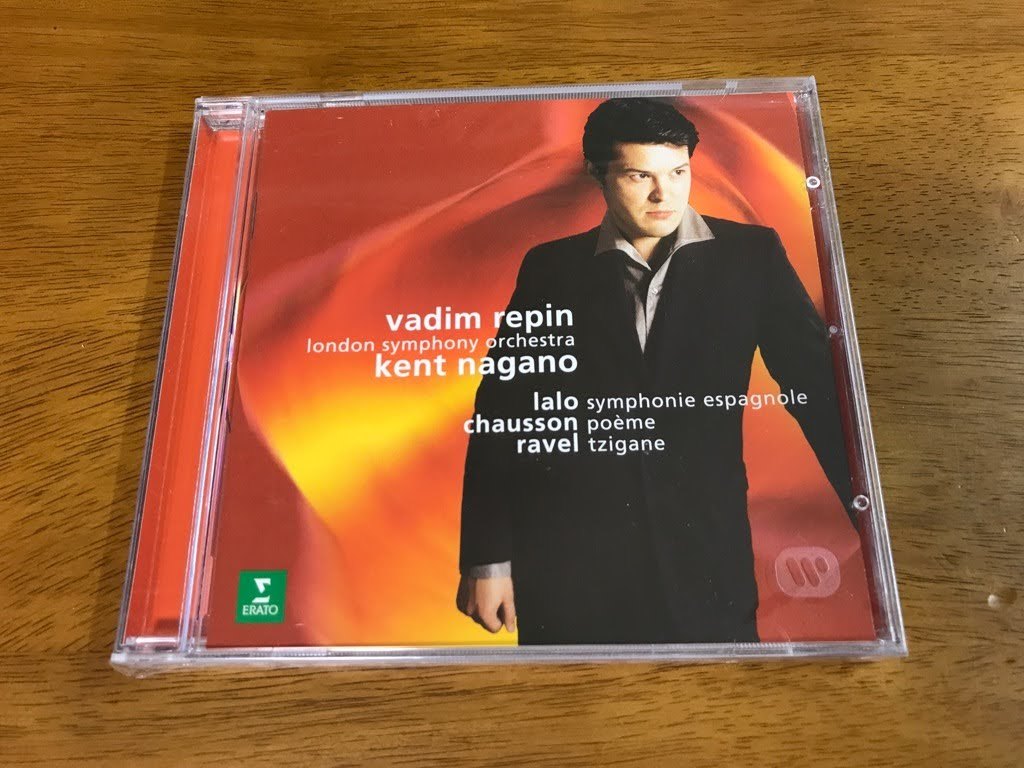 vadim repin
london symphony orchestra
kent nagano
lalo symphonie espagnole
chausson poème
ravel tzigane
ERATO